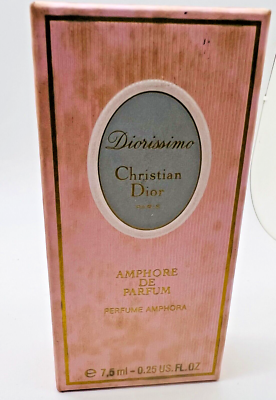 Diorissimo
Christian
Dior
PARIS
AMPHORE
DE
PARFUM
PERFUME AMPHORA
e 7,5 ml - 0.25 US. FL. OZ